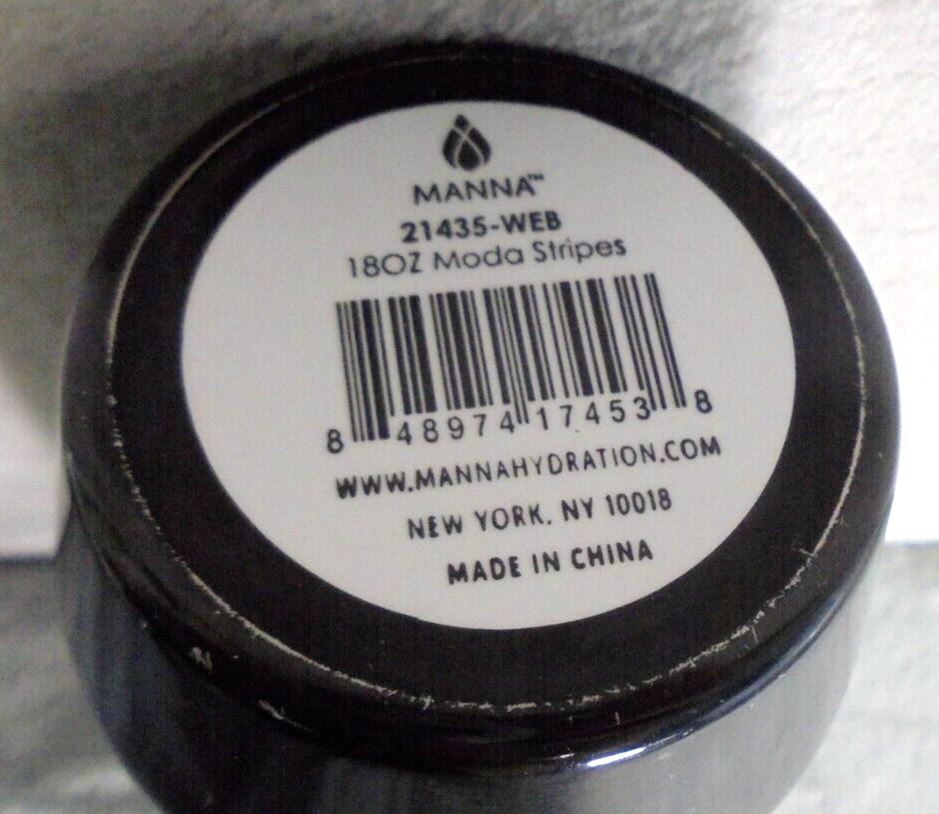 MANNA™
21435-WEB
18OZ Moda Stripes
8 48974 17453 8
WWW.MANNAHYDRATION.COM
NEW YORK, NY 10018
MADE IN CHINA